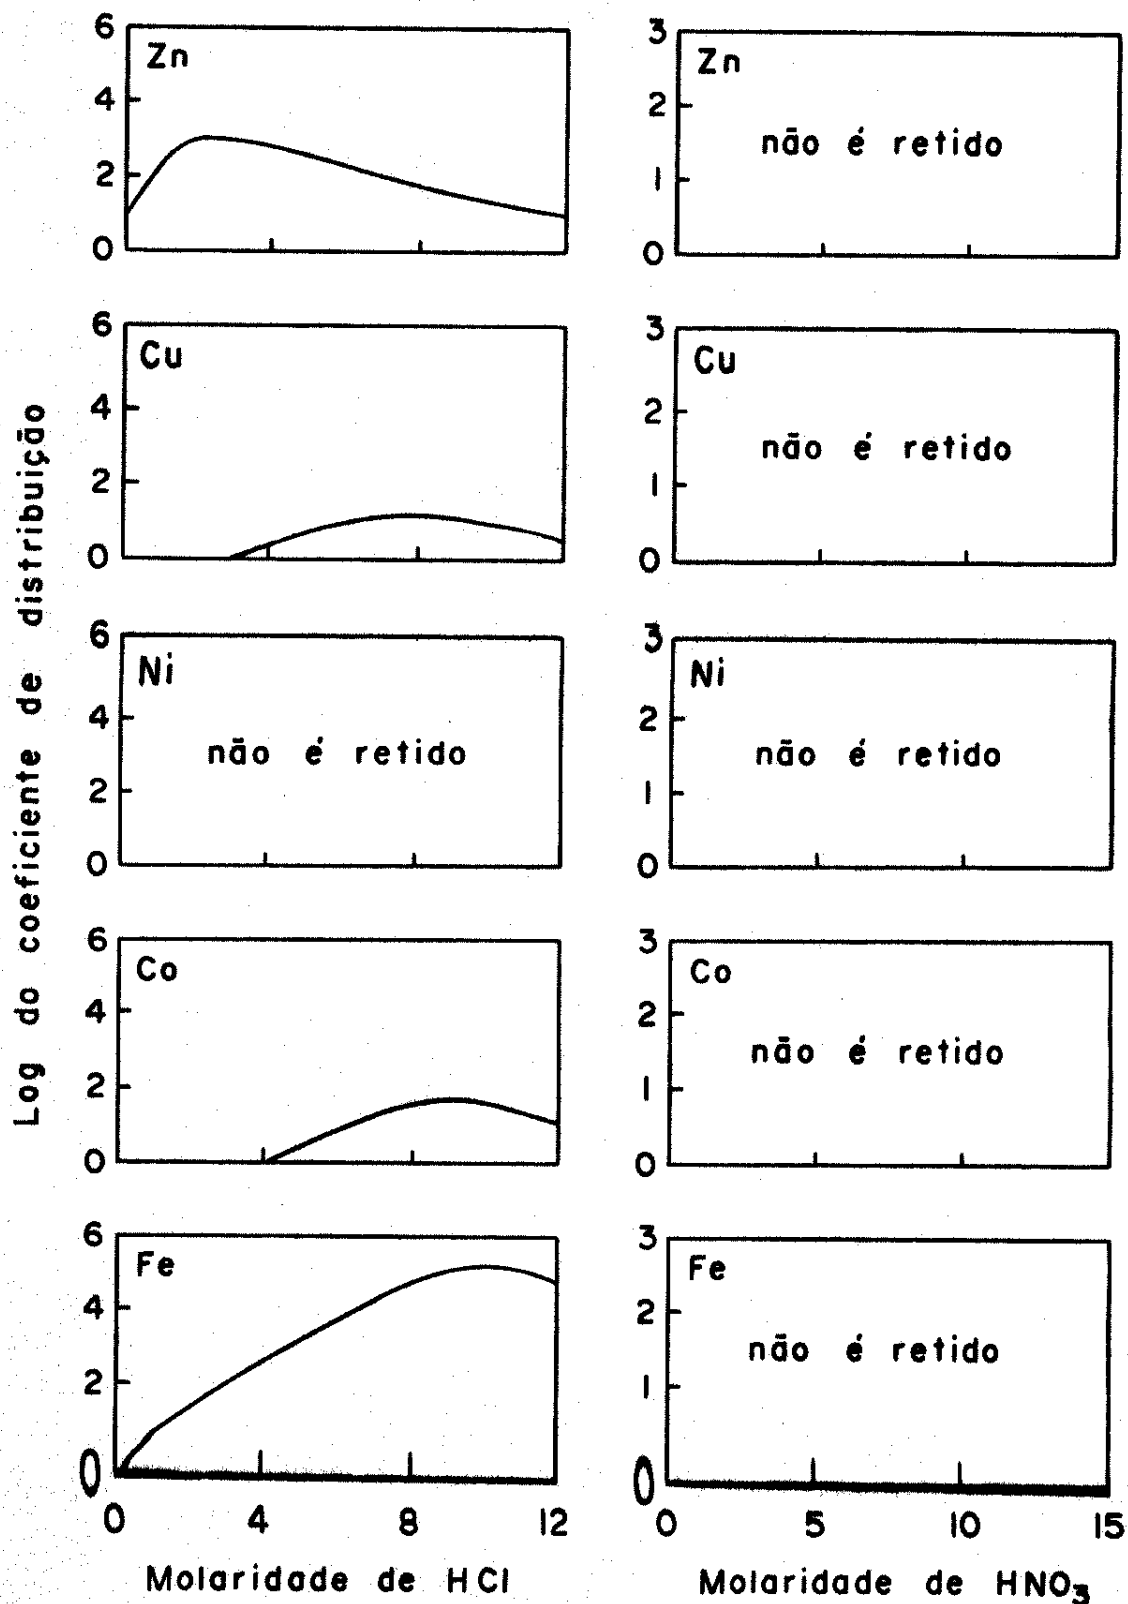 Log do coeficiente de distribuição
6
Zn
4
2
0
3
Zn
2
não é retido
1
0
6
Cu
4
2
0
3
Cu
2
não é retido
1
0
6
Ni
4
não é retido
2
0
3
Ni
2
não é retido
1
0
6
Co
4
2
0
3
Co
2
não é retido
1
0
6
Fe
4
2
0
0 4 8 12
Molaridade de HCl
3
Fe
2
não é retido
1
0
0 5 10 15
Molaridade de HNO₃